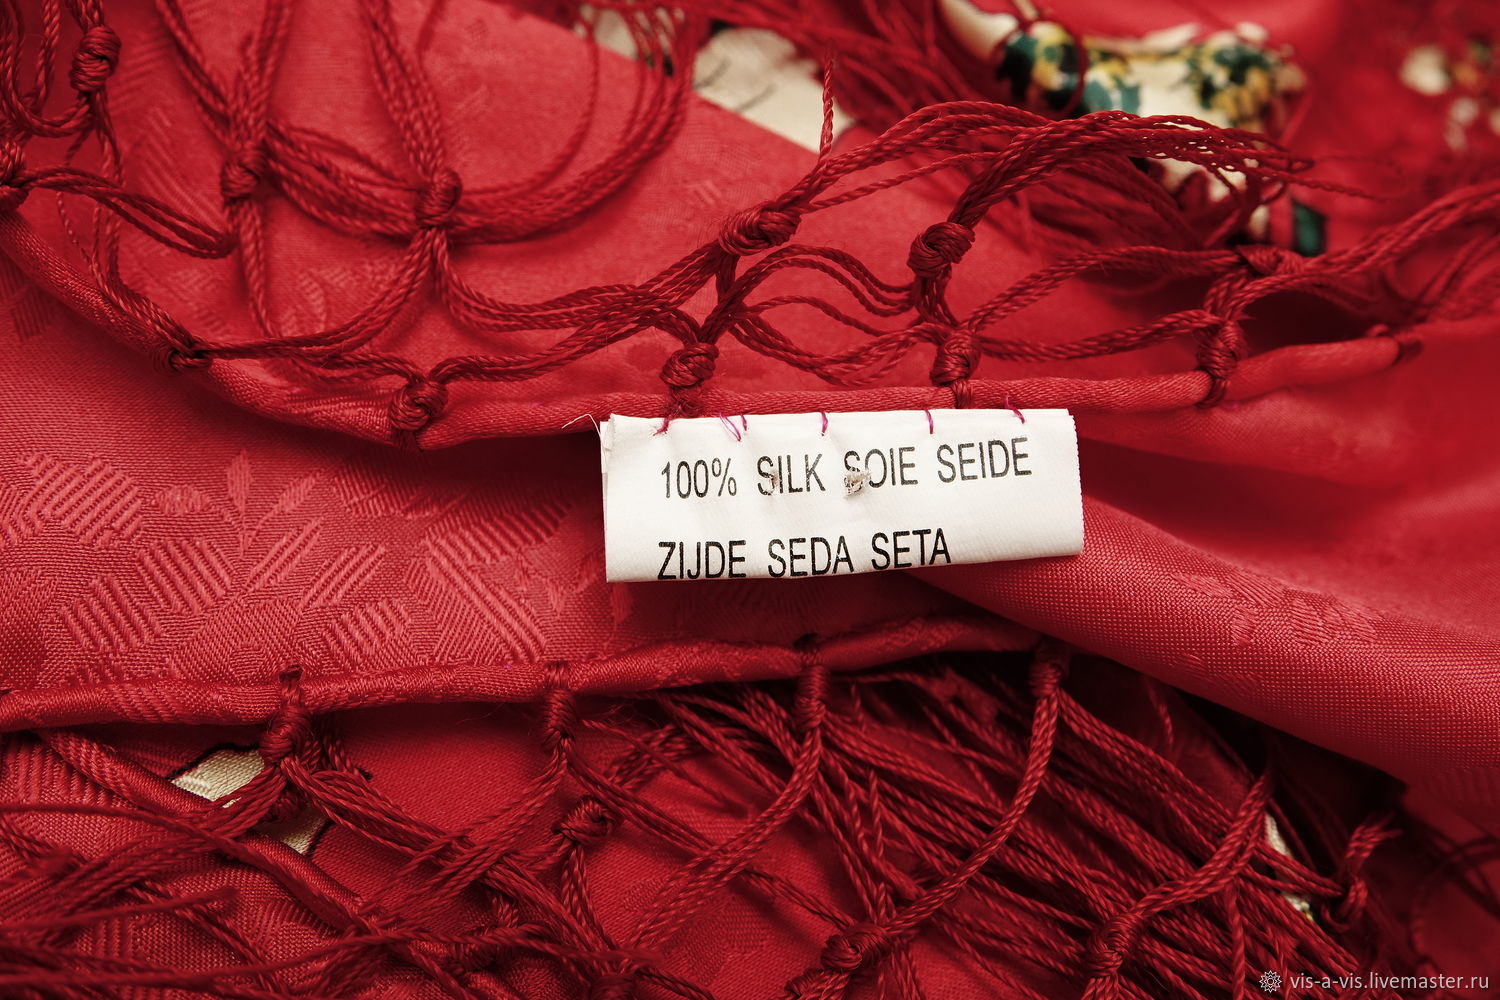 100% SILK SOIE SEIDE
ZIJDE SEDA SETA
vis-a-vis.livemaster.ru